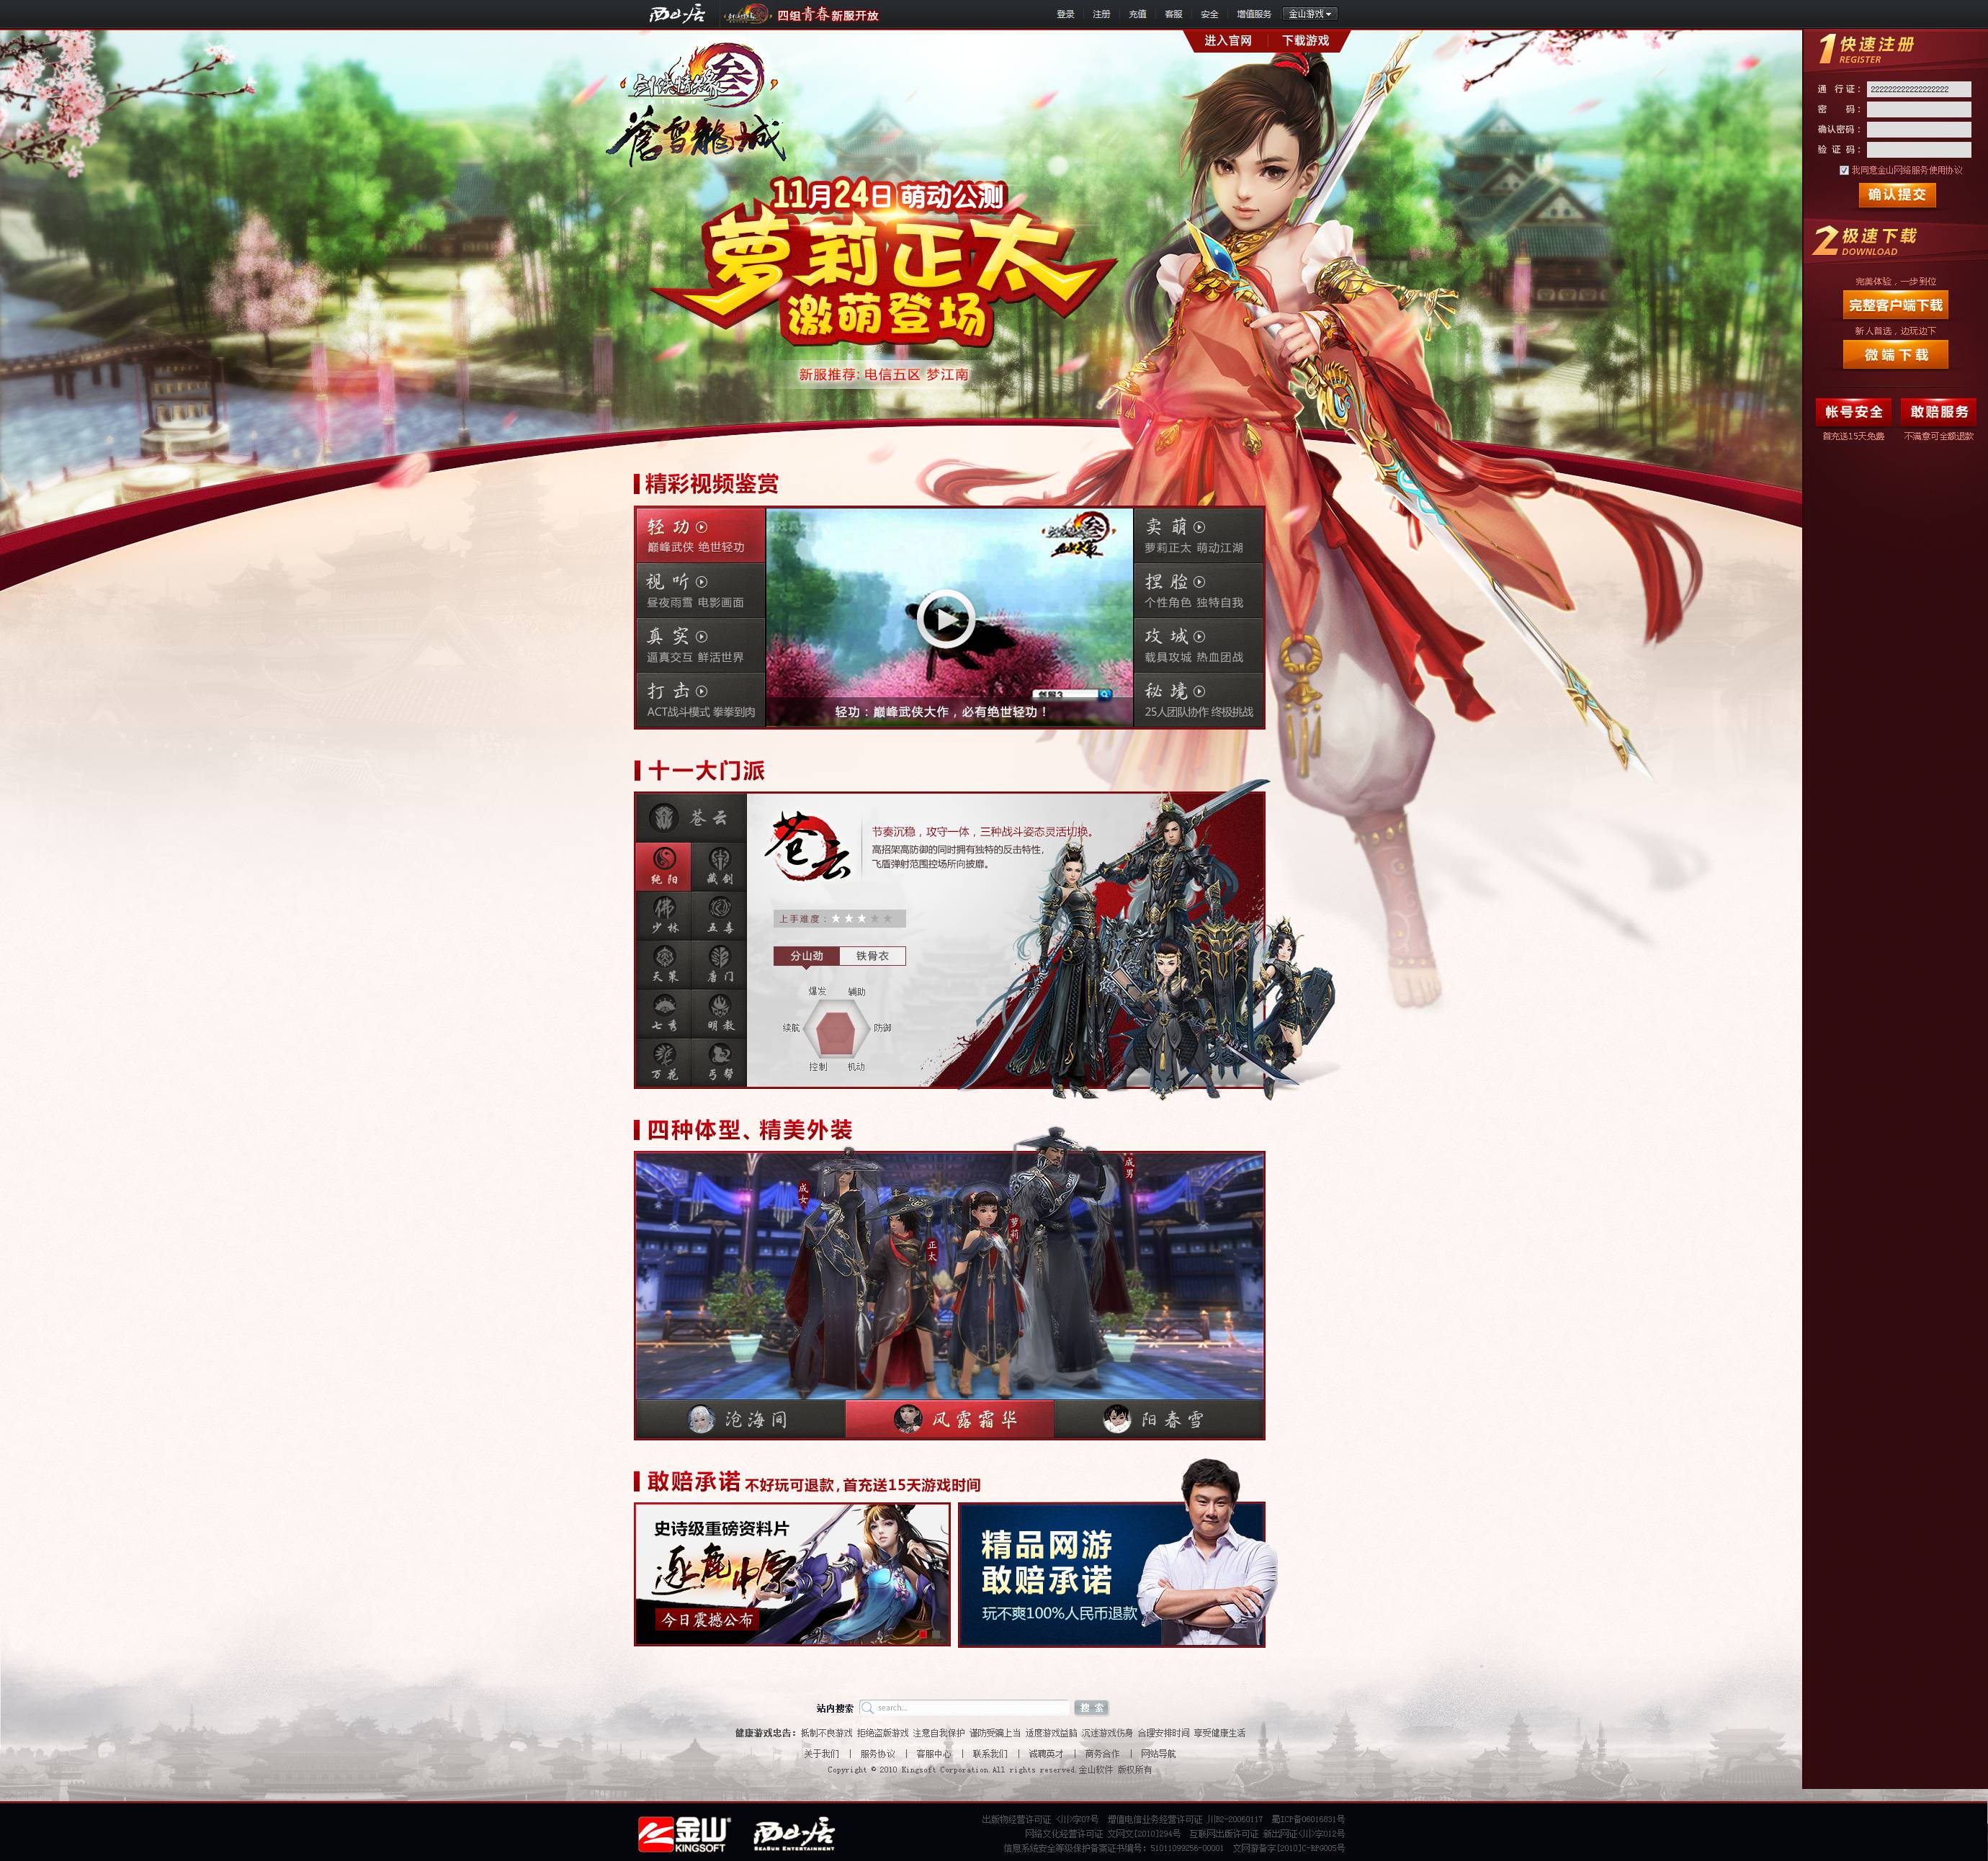 西山居
四组青春新服开放
登录 注册 充值 客服 安全 增值服务 金山游戏
进入官网 下载游戏
剑侠情缘叁
苍雪龙城
11月24日 萌动公测
萝莉正太
邀萌登场
新服推荐: 电信五区 梦江南
1 快速注册
REGISTER
通 行 证： 222222222222222222
密 码：
确认密码：
验 证 码：
我同意金山网络服务使用协议
确认提交
2 极速下载
DOWNLOAD
完美体验，一步到位
完整客户端下载
新人首选，边玩边下
微 端 下 载
帐号安全 敢赔服务
首充送15天免费 不满意可全额退款
精彩视频鉴赏
轻 功
巅峰武侠 绝世轻功
视 听
昼夜雨雪 电影画面
真 实
逼真交互 鲜活世界
打 击
ACT战斗模式 拳拳到肉
剑网3
轻功：巅峰武侠大作，必有绝世轻功！
卖 萌
萝莉正太 萌动江湖
捏 脸
个性角色 独特自我
攻 城
载具攻城 热血团战
秘 境
25人团队协作 终极挑战
十一大门派
苍云
纯阳 藏剑
少林 五毒
天策 唐门
七秀 明教
万花 丐帮
苍云
节奏沉稳，攻守一体，三种战斗姿态灵活切换。
高招架高防御的同时拥有独特的反击特性，
飞盾弹射范围控场所向披靡。
上手难度：
分山劲 铁骨衣
爆发 辅助
续航 防御
控制 机动
四种体型、精美外装
成女
正太
萝莉
成男
沧海间 风露霜华 阳春雪
敢赔承诺 不好玩可退款,首充送15天游戏时间
史诗级重磅资料片
逐鹿中原
今日震撼公布
精品网游
敢赔承诺
玩不爽100%人民币退款
站内搜索 search... 搜 索
健康游戏忠告：抵制不良游戏 拒绝盗版游戏 注意自我保护 谨防受骗上当 适度游戏益脑 沉迷游戏伤身 合理安排时间 享受健康生活
关于我们 | 服务协议 | 客服中心 | 联系我们 | 诚聘英才 | 商务合作 | 网站导航
Copyright © 2010 Kingsoft Corporation.All rights reserved.金山软件 版权所有
金山 KINGSOFT
西山居 SEASUN ENTERTAINMENT
出版物经营许可证 (川)字07号 增值电信业务经营许可证 川B2-20060117 蜀ICP备06016831号
网络文化经营许可证 文网文[2010]294号 互联网出版许可证 新出网证<川>字012号
信息系统安全等级保护备案证书编号：51011099256-00001 文网游备字[2010]C-RPG005号